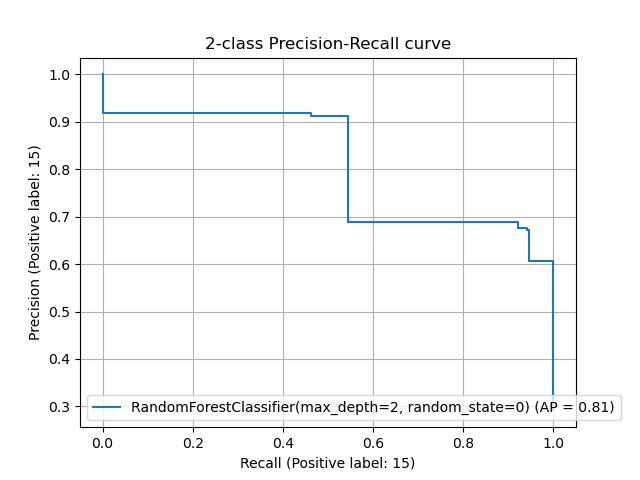 2-class Precision-Recall curve
1.0
0.9
0.8
0.7
0.6
0.5
0.4
0.3
Precision (Positive label: 15)
RandomForestClassifier(max_depth=2, random_state=0) (AP = 0.81)
0.0 0.2 0.4 0.6 0.8 1.0
Recall (Positive label: 15)